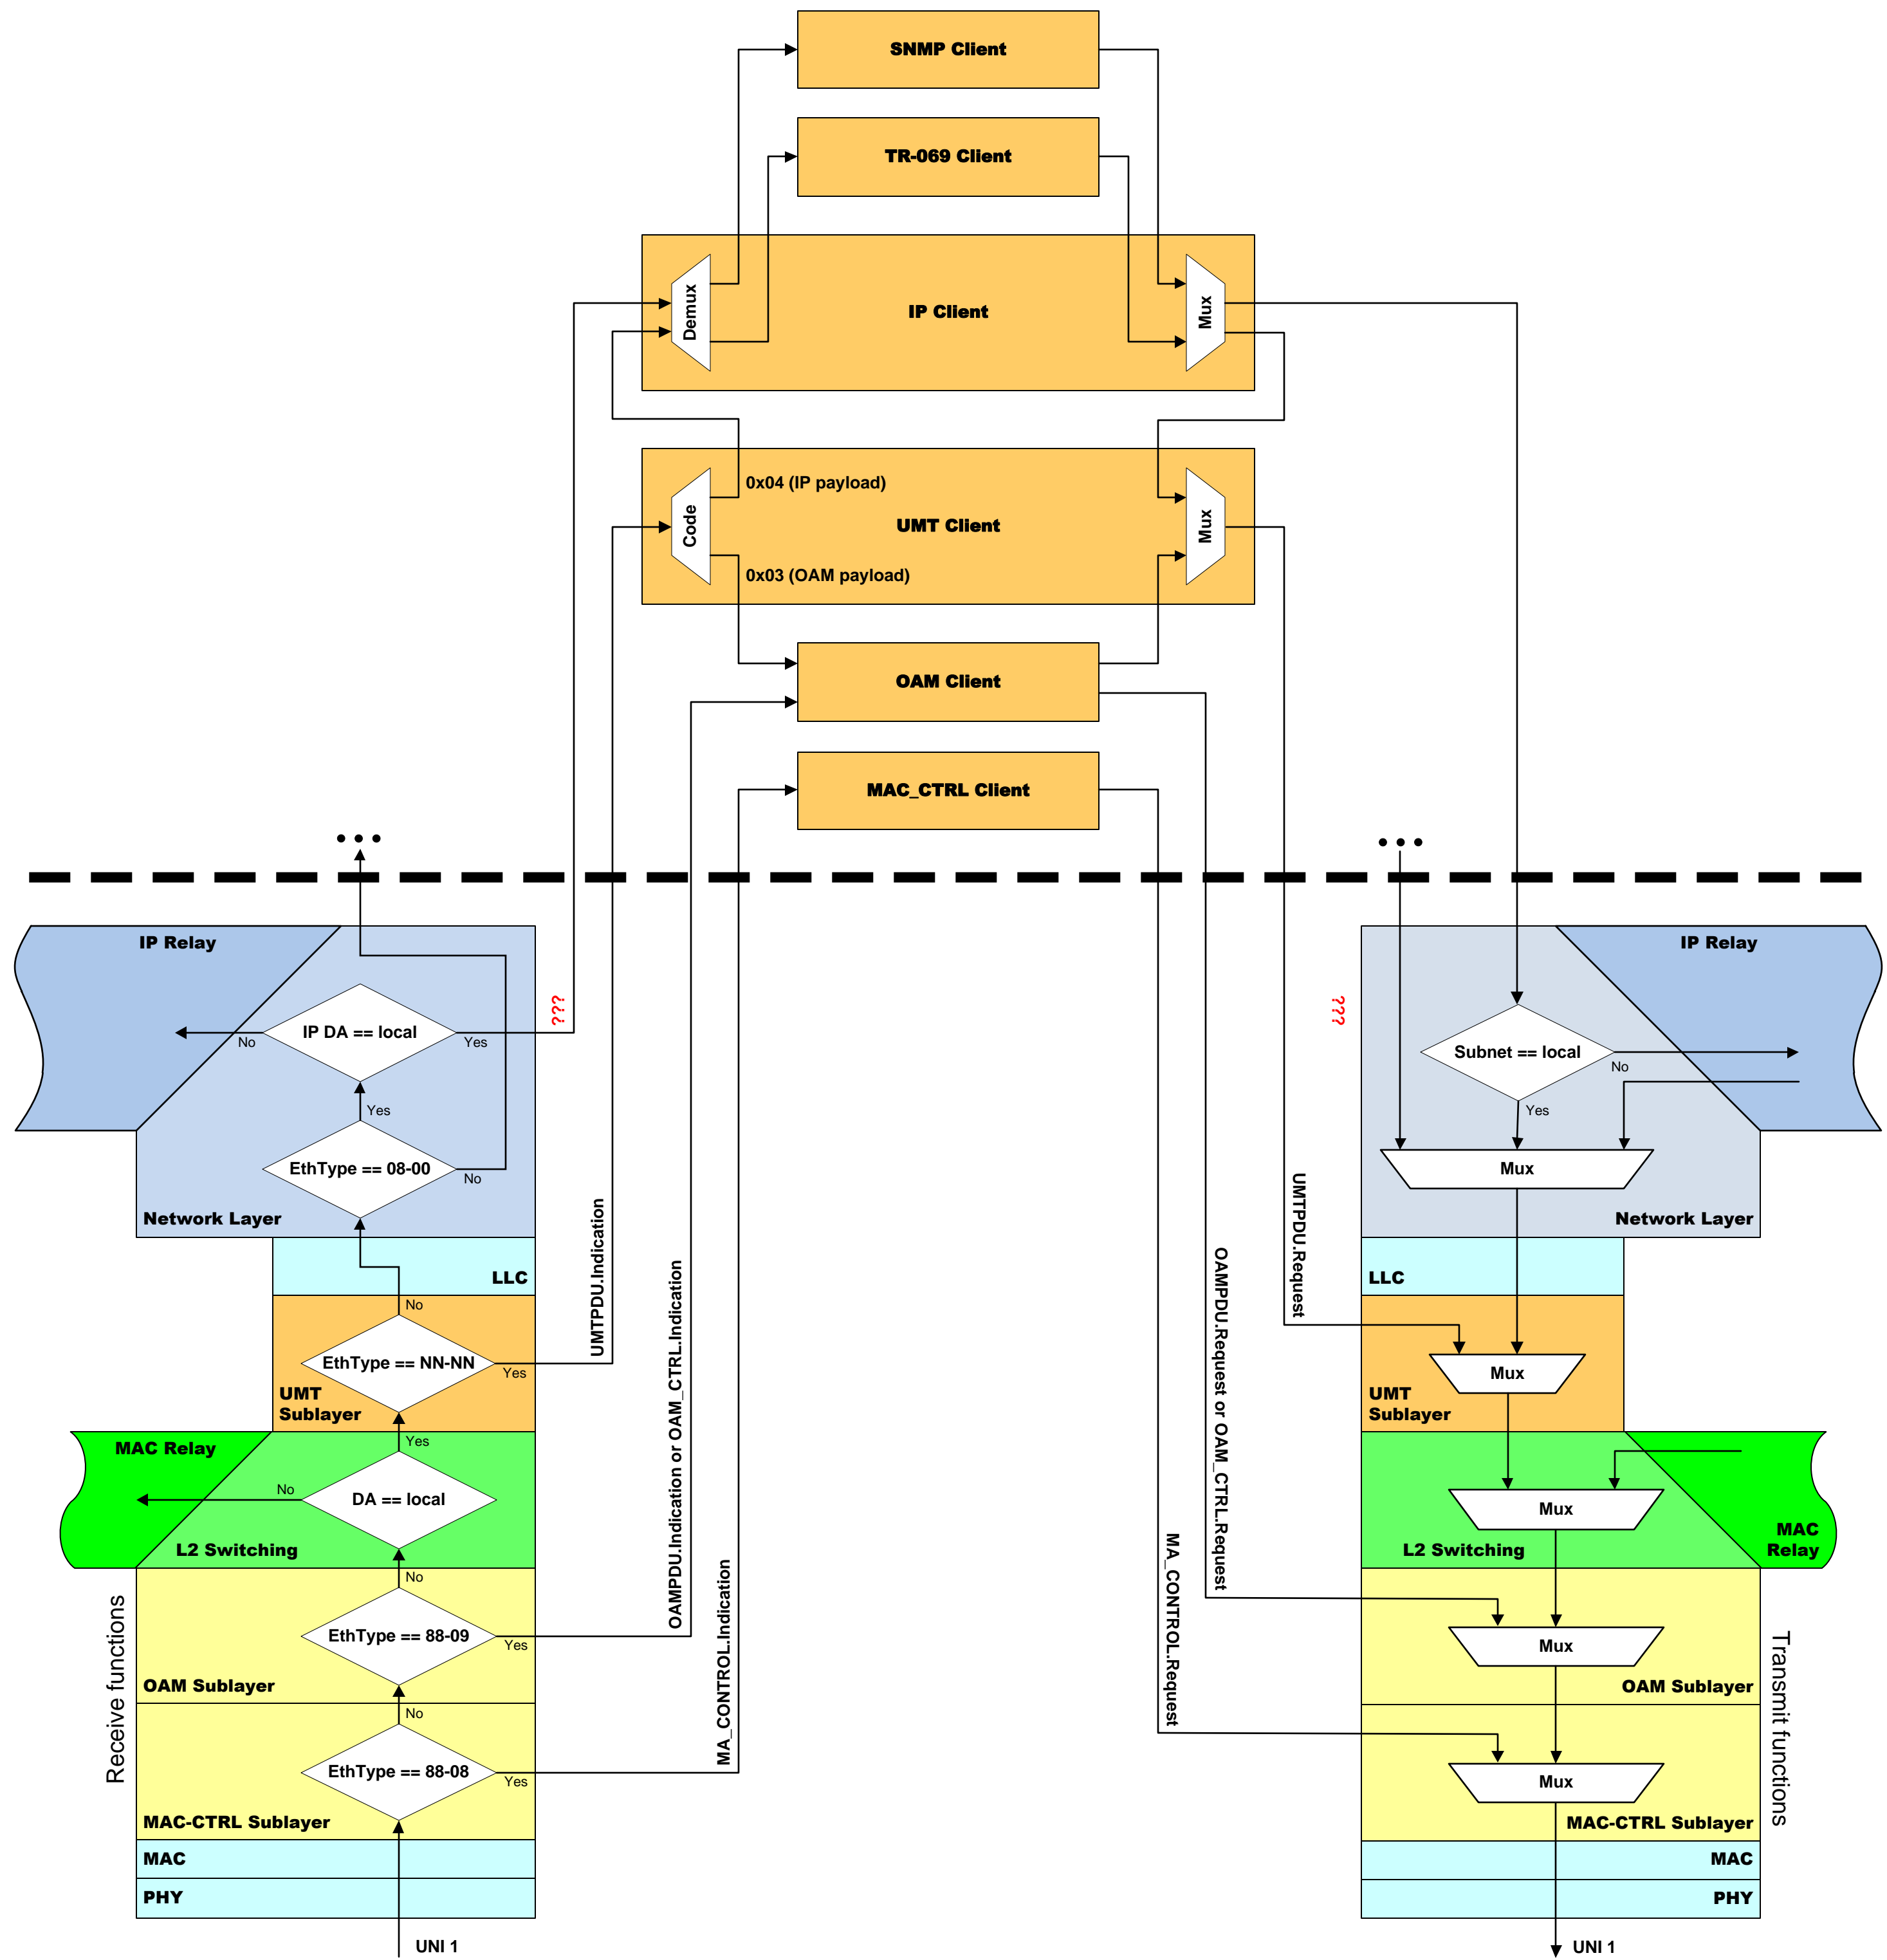 SNMP Client
TR-069 Client
Demux
IP Client
Mux
0x04 (IP payload)
Code
UMT Client
Mux
0x03 (OAM payload)
OAM Client
MAC_CTRL Client
• • •
• • •
IP Relay
IP Relay
???
???
IP DA == local
No
Yes
Subnet == local
No
Yes
Yes
EthType == 08-00
No
Mux
Network Layer
Network Layer
UMTPDU.Indication
UMTPDU.Request
OAMPDU.Indication or OAM_CTRL.Indication
OAMPDU.Request or OAM_CTRL.Request
LLC
LLC
No
EthType == NN-NN
Yes
Mux
UMT
Sublayer
UMT
Sublayer
MAC Relay
Yes
No
DA == local
Mux
MAC
Relay
L2 Switching
L2 Switching
MA_CONTROL.Indication
MA_CONTROL.Request
No
EthType == 88-09
Yes
Mux
OAM Sublayer
OAM Sublayer
Receive functions
Transmit functions
No
EthType == 88-08
Yes
Mux
MAC-CTRL Sublayer
MAC-CTRL Sublayer
MAC
MAC
PHY
PHY
UNI 1
UNI 1